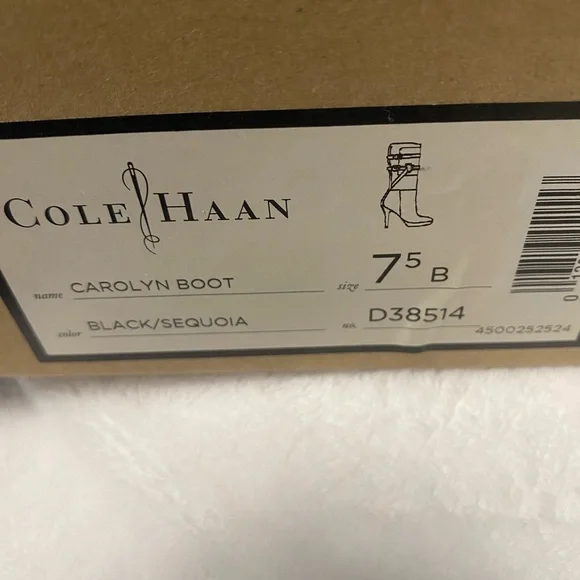 COLE HAAN
name CAROLYN BOOT
size 7⁵ B
color BLACK/SEQUOIA
no. D38514
4500252524